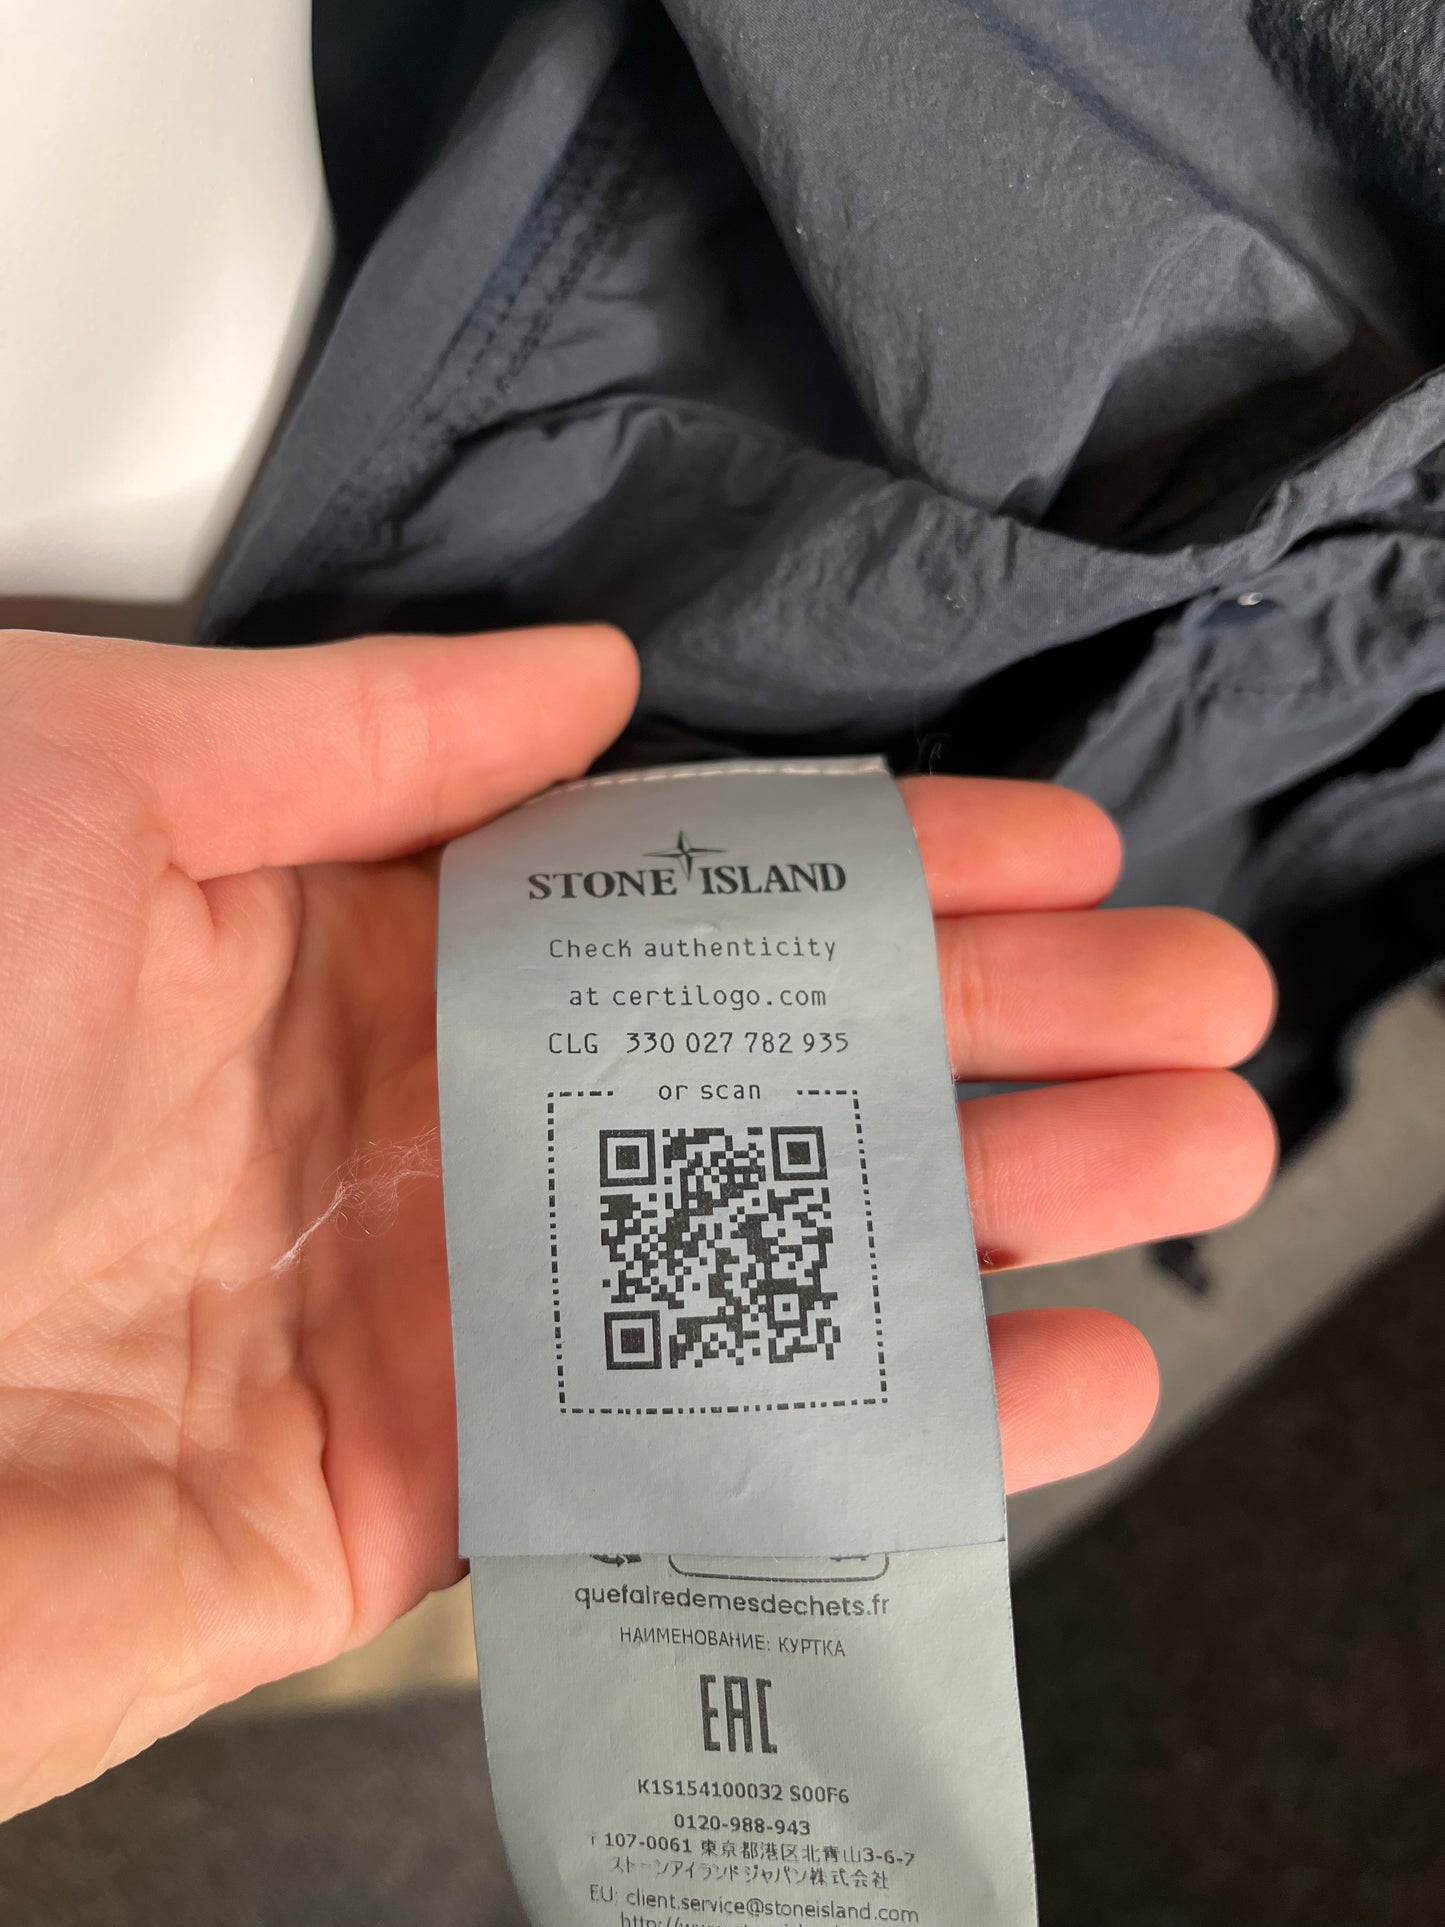 STONE ISLAND
Check authenticity
at certilogo.com
CLG 330 027 782 935
or scan
quefairedemesdechets.fr
НАИМЕНОВАНИЕ: КУРТКА
EAC
K1S154100032 S00F6
0120-988-943
〒107-0061 東京都港区北青山3-6-7
ストーンアイランドジャパン株式会社
EU: client.service@stoneisland.com